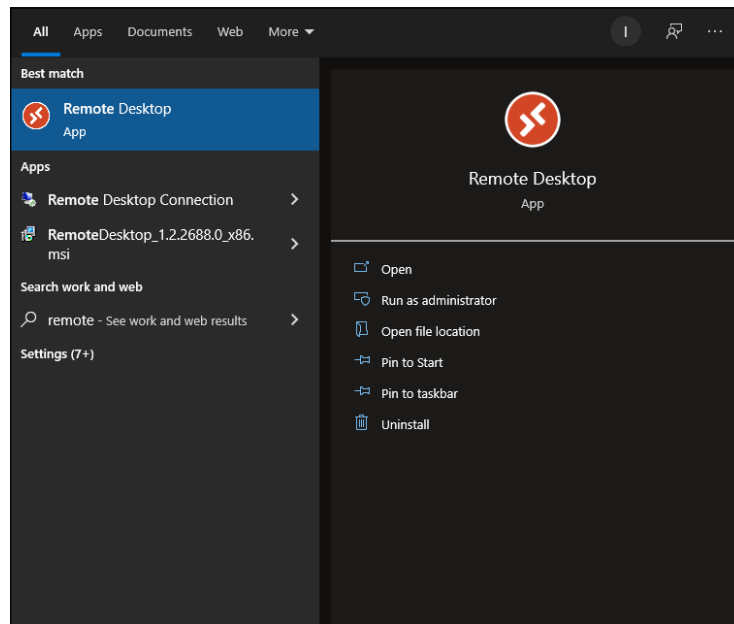 All Apps Documents Web More I ...
Best match
Remote Desktop
App
Apps
Remote Desktop Connection
RemoteDesktop_1.2.2688.0_x86.
msi
Search work and web
remote - See work and web results
Settings (7+)
Remote Desktop
App
Open
Run as administrator
Open file location
Pin to Start
Pin to taskbar
Uninstall